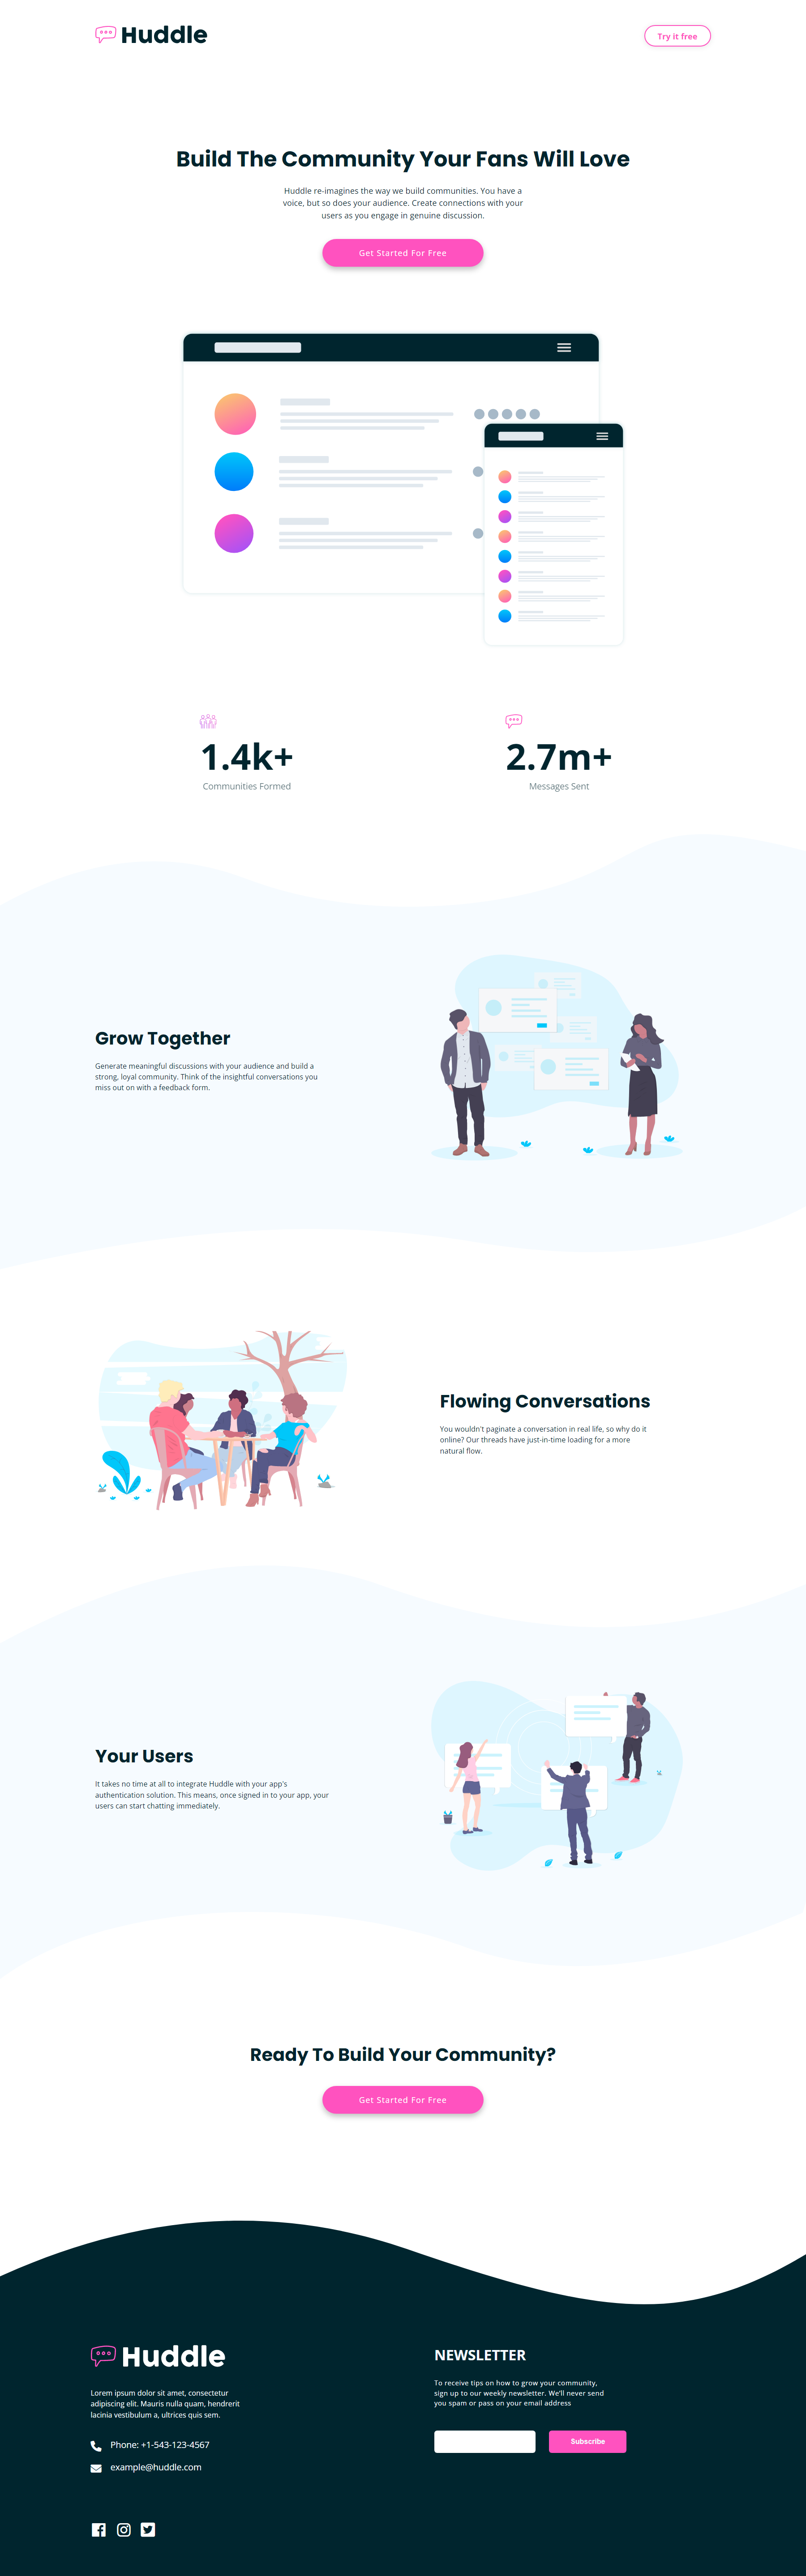 Huddle
Try it free
Build The Community Your Fans Will Love
Huddle re-imagines the way we build communities. You have a
voice, but so does your audience. Create connections with your
users as you engage in genuine discussion.
Get Started For Free
1.4k+
Communities Formed
2.7m+
Messages Sent
Grow Together
Generate meaningful discussions with your audience and build a
strong, loyal community. Think of the insightful conversations you
miss out on with a feedback form.
Flowing Conversations
You wouldn't paginate a conversation in real life, so why do it
online? Our threads have just-in-time loading for a more
natural flow.
Your Users
It takes no time at all to integrate Huddle with your app's
authentication solution. This means, once signed in to your app, your
users can start chatting immediately.
Ready To Build Your Community?
Get Started For Free
Huddle
Lorem ipsum dolor sit amet, consectetur
adipiscing elit. Mauris nulla quam, hendrerit
lacinia vestibulum a, ultrices quis sem.
Phone: +1-543-123-4567
example@huddle.com
NEWSLETTER
To receive tips on how to grow your community,
sign up to our weekly newsletter. We'll never send
you spam or pass on your email address
Subscribe